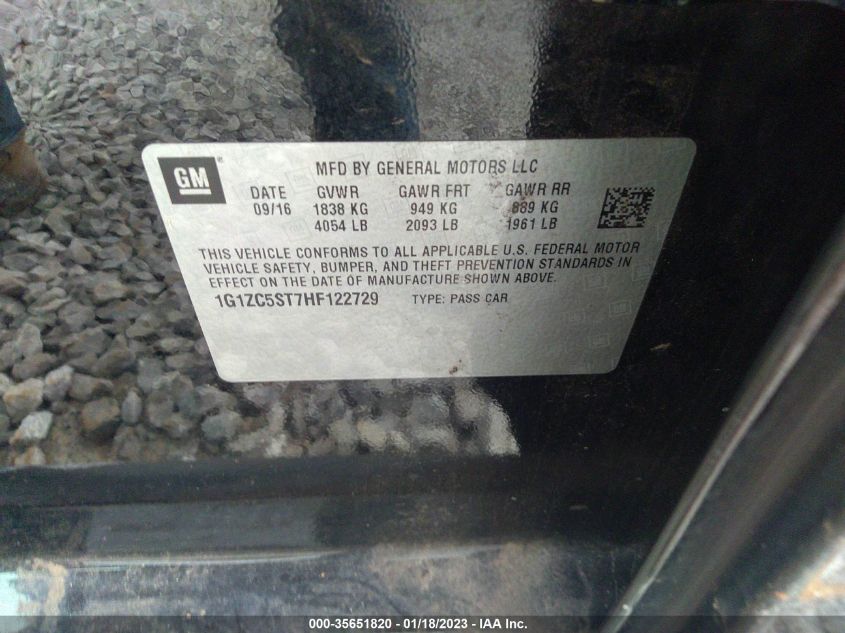 GM ®
MFD BY GENERAL MOTORS LLC
DATE GVWR GAWR FRT GAWR RR
09/16 1838 KG 949 KG 889 KG
4054 LB 2093 LB 1961 LB
THIS VEHICLE CONFORMS TO ALL APPLICABLE U.S. FEDERAL MOTOR
VEHICLE SAFETY, BUMPER, AND THEFT PREVENTION STANDARDS IN
EFFECT ON THE DATE OF MANUFACTURE SHOWN ABOVE.
1G1ZC5ST7HF122729 TYPE: PASS CAR
000-35651820 — 01/18/2023 — © IAA Inc.